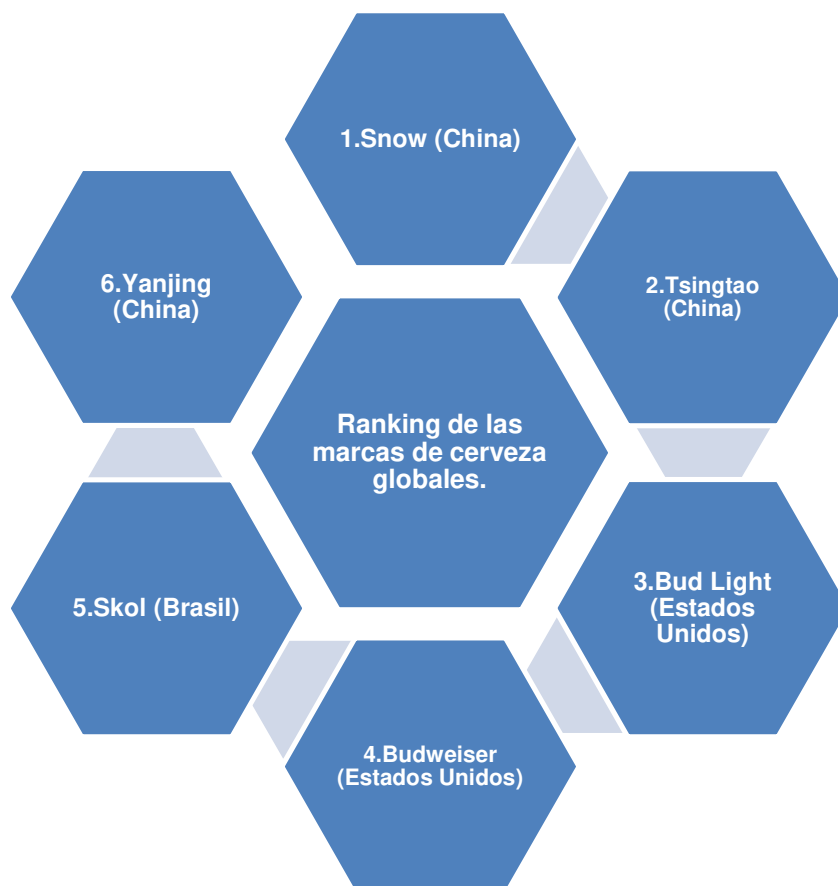 1.Snow (China)
2.Tsingtao
(China)
3.Bud Light
(Estados
Unidos)
4.Budweiser
(Estados Unidos)
5.Skol (Brasil)
6.Yanjing
(China)
Ranking de las
marcas de cerveza
globales.